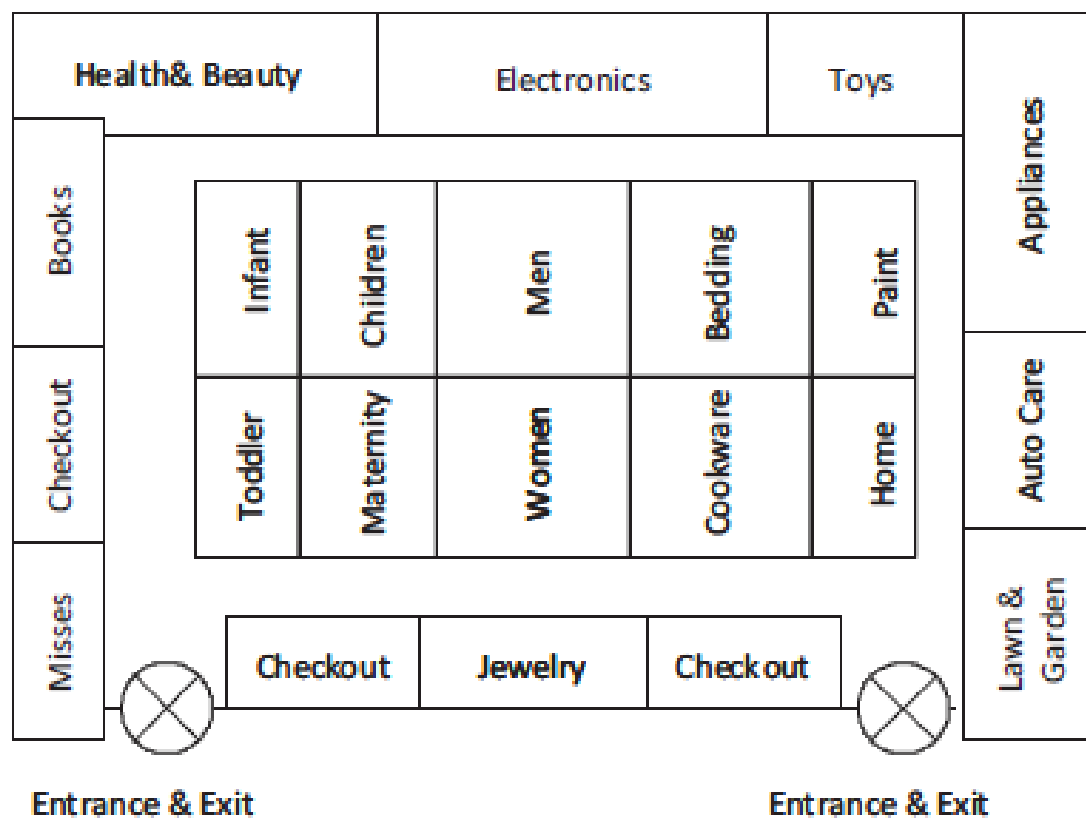 Health& Beauty
Electronics
Toys
Appliances
Books
Infant
Children
Men
Bedding
Paint
Checkout
Toddler
Maternity
Women
Cookware
Home
Auto Care
Misses
Checkout
Jewelry
Checkout
Lawn &
Garden
Entrance & Exit
Entrance & Exit